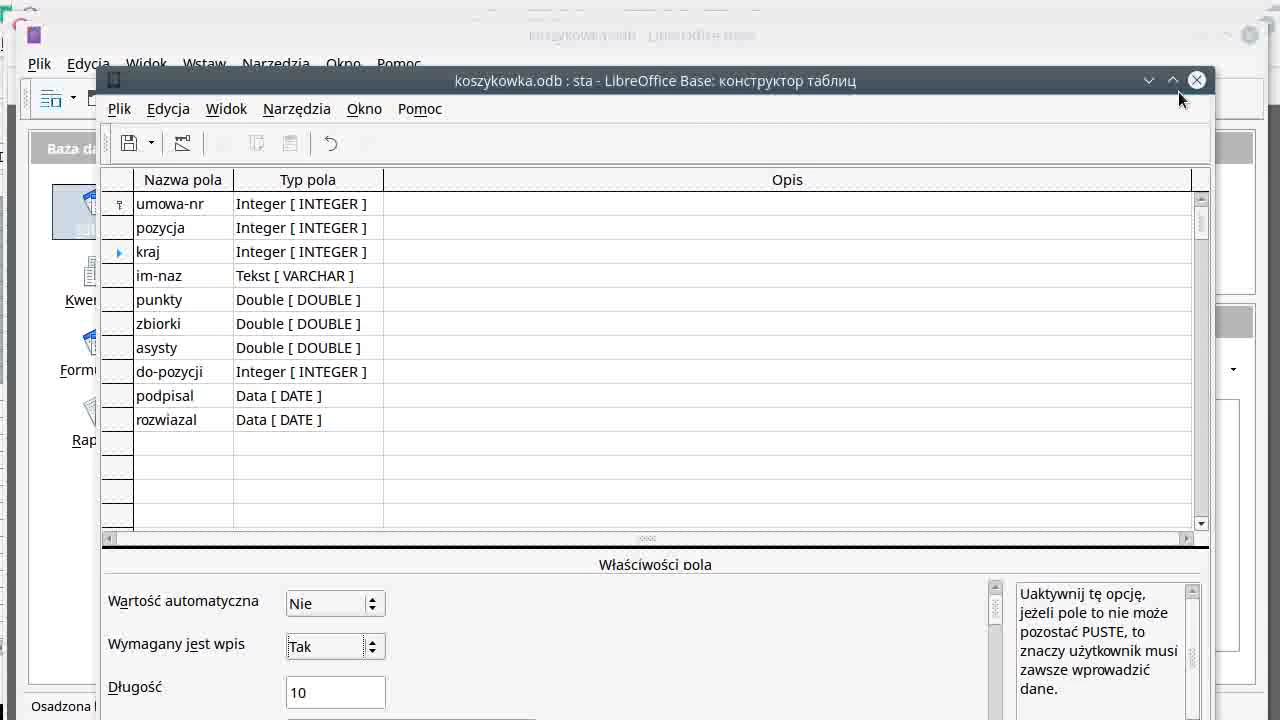 koszykowka.odb - LibreOffice Base
Plik Edycja Widok Wstaw Narzędzia Okno Pomoc
koszykowka.odb : sta - LibreOffice Base: конструктор таблиц
Plik Edycja Widok Narzędzia Okno Pomoc
Baza da
Nazwa pola Typ pola Opis
umowa-nr Integer [ INTEGER ]
pozycja Integer [ INTEGER ]
kraj Integer [ INTEGER ]
im-naz Tekst [ VARCHAR ]
punkty Double [ DOUBLE ]
zbiorki Double [ DOUBLE ]
asysty Double [ DOUBLE ]
do-pozycji Integer [ INTEGER ]
podpisal Data [ DATE ]
rozwiazal Data [ DATE ]
Kwer
Formu
Rap
Właściwości pola
Wartość automatyczna Nie
Wymagany jest wpis Tak
Długość 10
Uaktywnij tę opcję,
jeżeli pole to nie może
pozostać PUSTE, to
znaczy użytkownik musi
zawsze wprowadzić
dane.
Osadzona